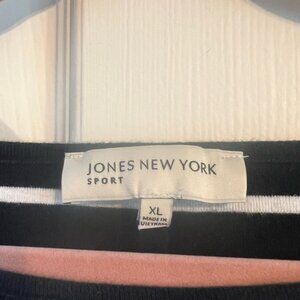 JONES NEW YORK
SPORT
XL
MADE IN
VIETNAM